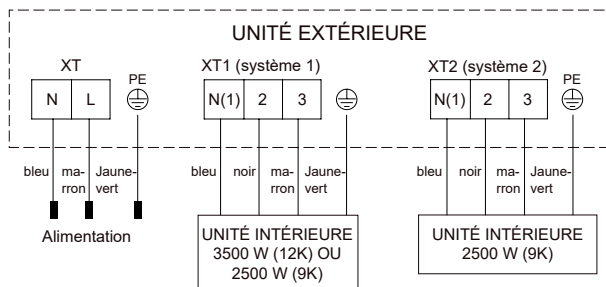 UNITÉ EXTÉRIEURE
XT
XT1 (système 1)
XT2 (système 2)
PE
PE
N L
N(1) 2 3
N(1) 2 3
bleu ma-rron Jaune-vert
bleu noir ma-rron Jaune-vert
bleu noir ma-rron Jaune-vert
Alimentation
UNITÉ INTÉRIEURE
3500 W (12K) OU
2500 W (9K)
UNITÉ INTÉRIEURE
2500 W (9K)